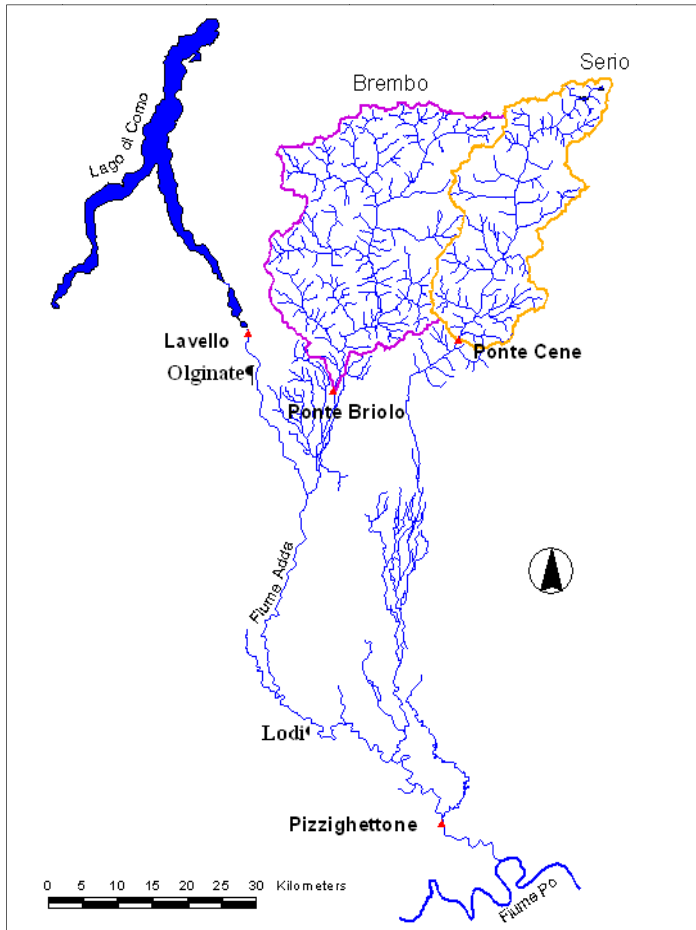 Serio
Brembo
Lago di Como
Lavello
Olginate¶
Ponte Cene
Ponte Briolo
Fiume Adda
Lodi¶
Pizzighettone
0 5 10 15 20 30 Kilometers
Fiume Po